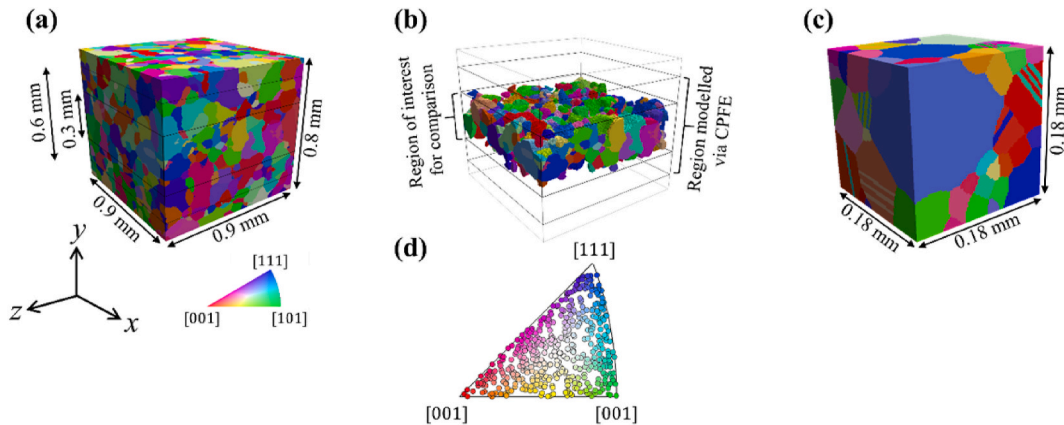 (a)
0.6 mm
0.3 mm
0.8 mm
0.9 mm
0.9 mm
y
z
x
[111]
[001]
[101]
(b)
Region of interest
for comparison
Region modelled
via CPFE
(c)
0.18 mm
0.18 mm
0.18 mm
(d)
[111]
[001]
[001]